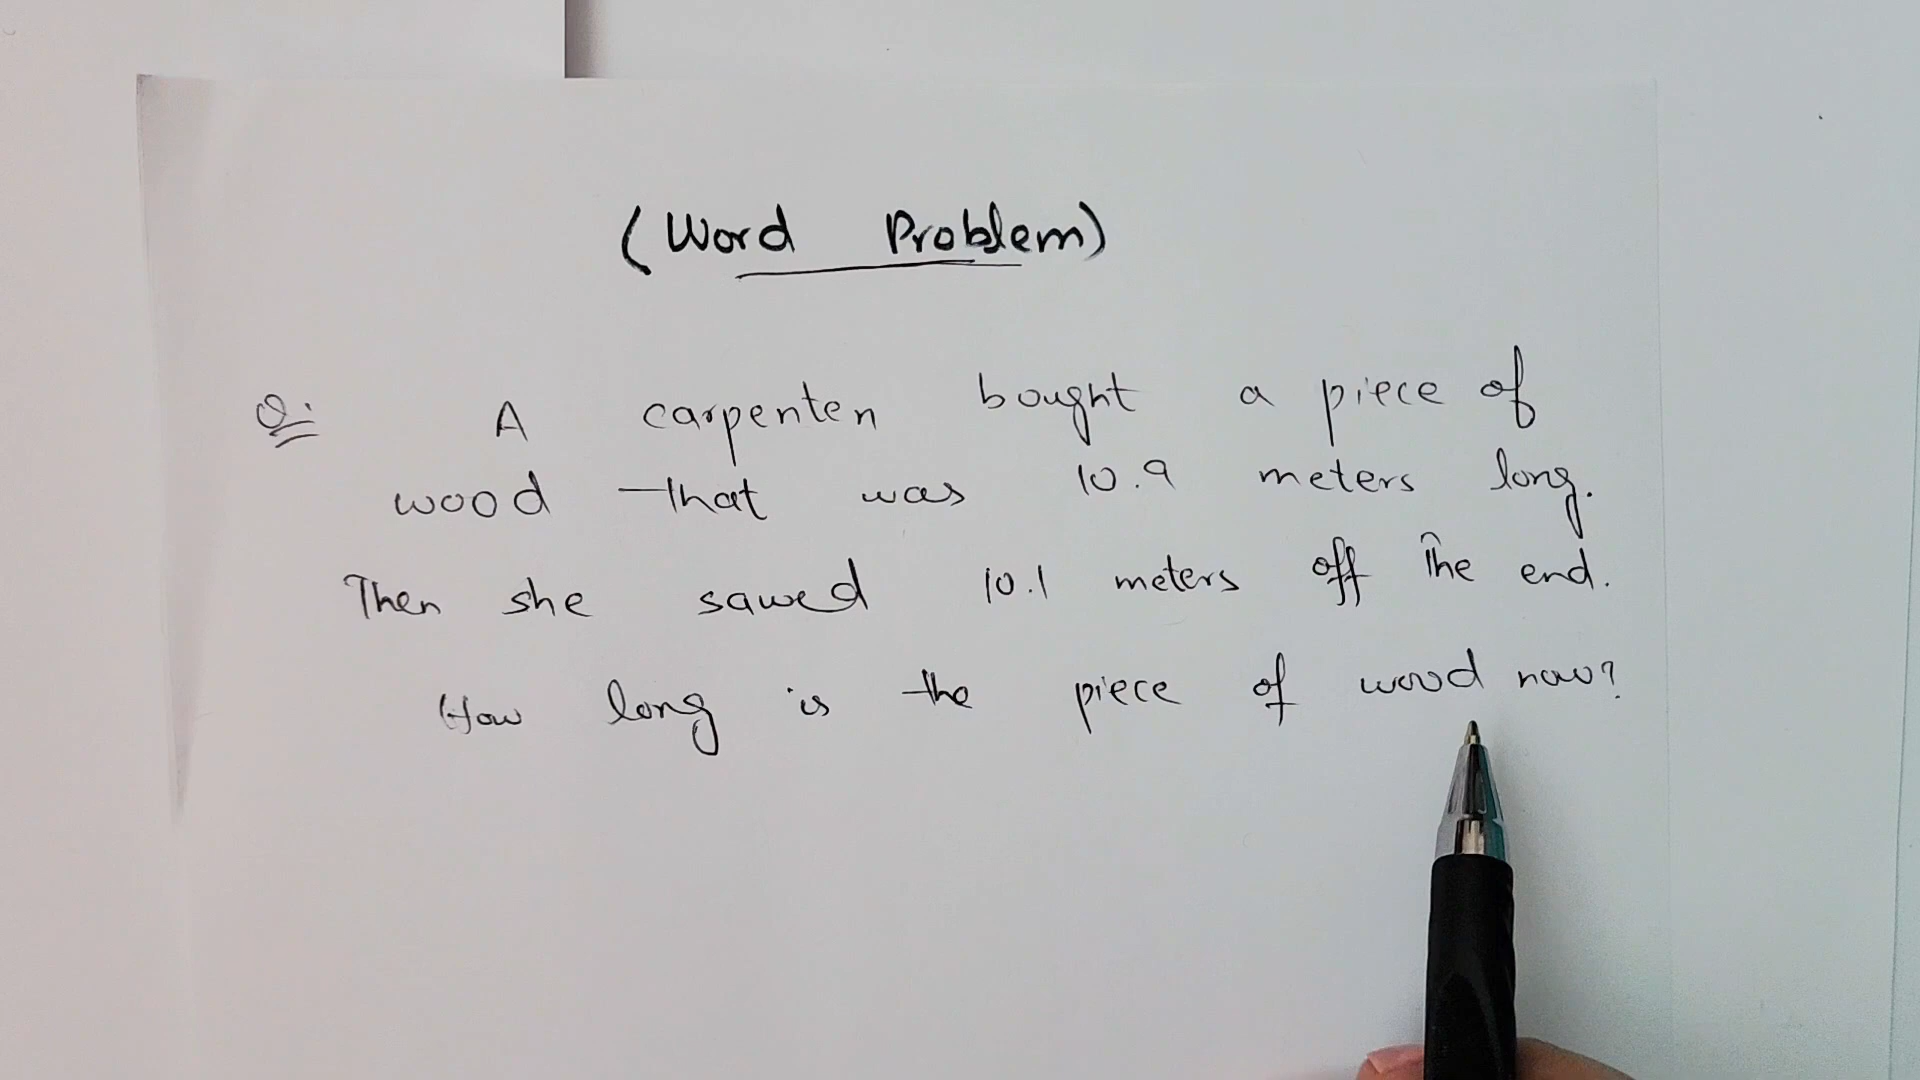 (Word Problem)
Q: A carpenten bought a piece of
wood that was 10.9 meters long.
Then she sawed 10.1 meters off the end.
How long is the piece of wood now?